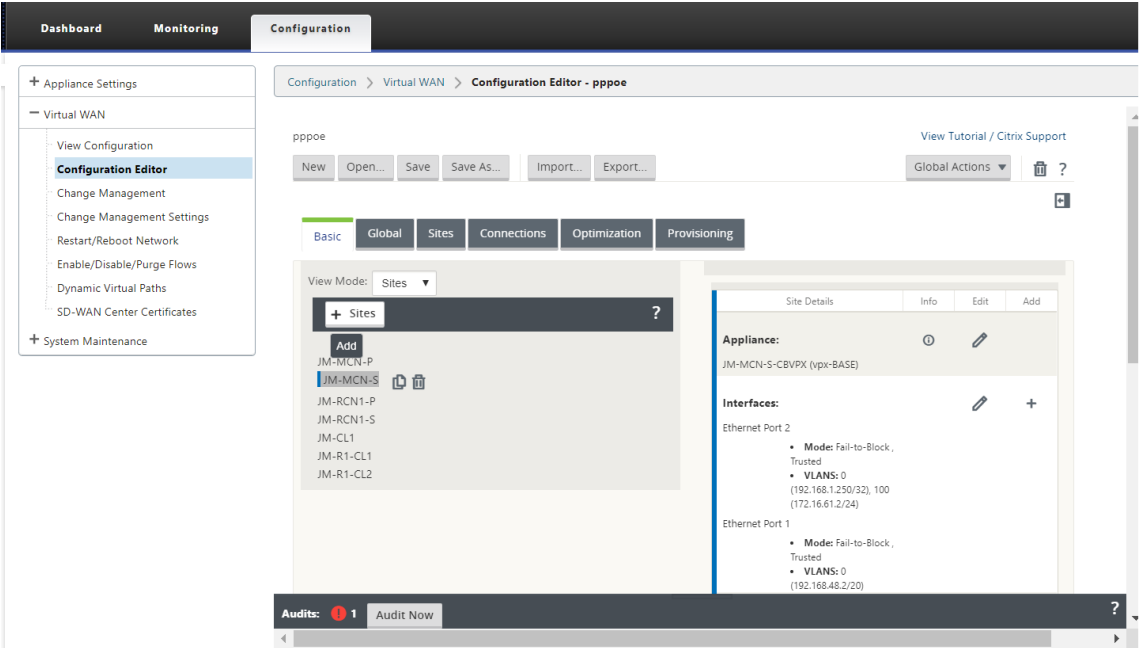 Dashboard Monitoring Configuration
+ Appliance Settings
− Virtual WAN
View Configuration
Configuration Editor
Change Management
Change Management Settings
Restart/Reboot Network
Enable/Disable/Purge Flows
Dynamic Virtual Paths
SD-WAN Center Certificates
+ System Maintenance
Configuration > Virtual WAN > Configuration Editor - pppoe
pppoe
View Tutorial / Citrix Support
New Open... Save Save As... Import... Export... Global Actions ▼ ?
Basic Global Sites Connections Optimization Provisioning
View Mode: Sites ▼
+ Sites ?
Add
JM-MCN-P
JM-MCN-S
JM-RCN1-P
JM-RCN1-S
JM-CL1
JM-R1-CL1
JM-R1-CL2
Site Details Info Edit Add
Appliance:
JM-MCN-S-CBVPX (vpx-BASE)
Interfaces: +
Ethernet Port 2
• Mode: Fail-to-Block ,
Trusted
• VLANS: 0
(192.168.1.250/32), 100
(172.16.61.2/24)
Ethernet Port 1
• Mode: Fail-to-Block ,
Trusted
• VLANS: 0
(192.168.48.2/20)
Audits: ! 1 Audit Now ?